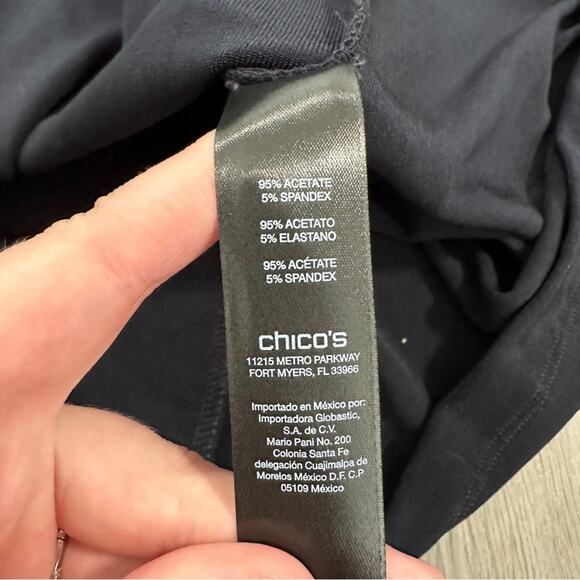 95% ACETATE
5% SPANDEX
95% ACETATO
5% ELASTANO
95% ACÉTATE
5% SPANDEX
chico's
11215 METRO PARKWAY
FORT MYERS, FL 33966
Importado en México por:
Importadora Globastic,
S.A. de C.V.
Mario Pani No. 200
Colonia Santa Fe
delegación Cuajimalpa de
Morelos México D.F. C.P
05109 México